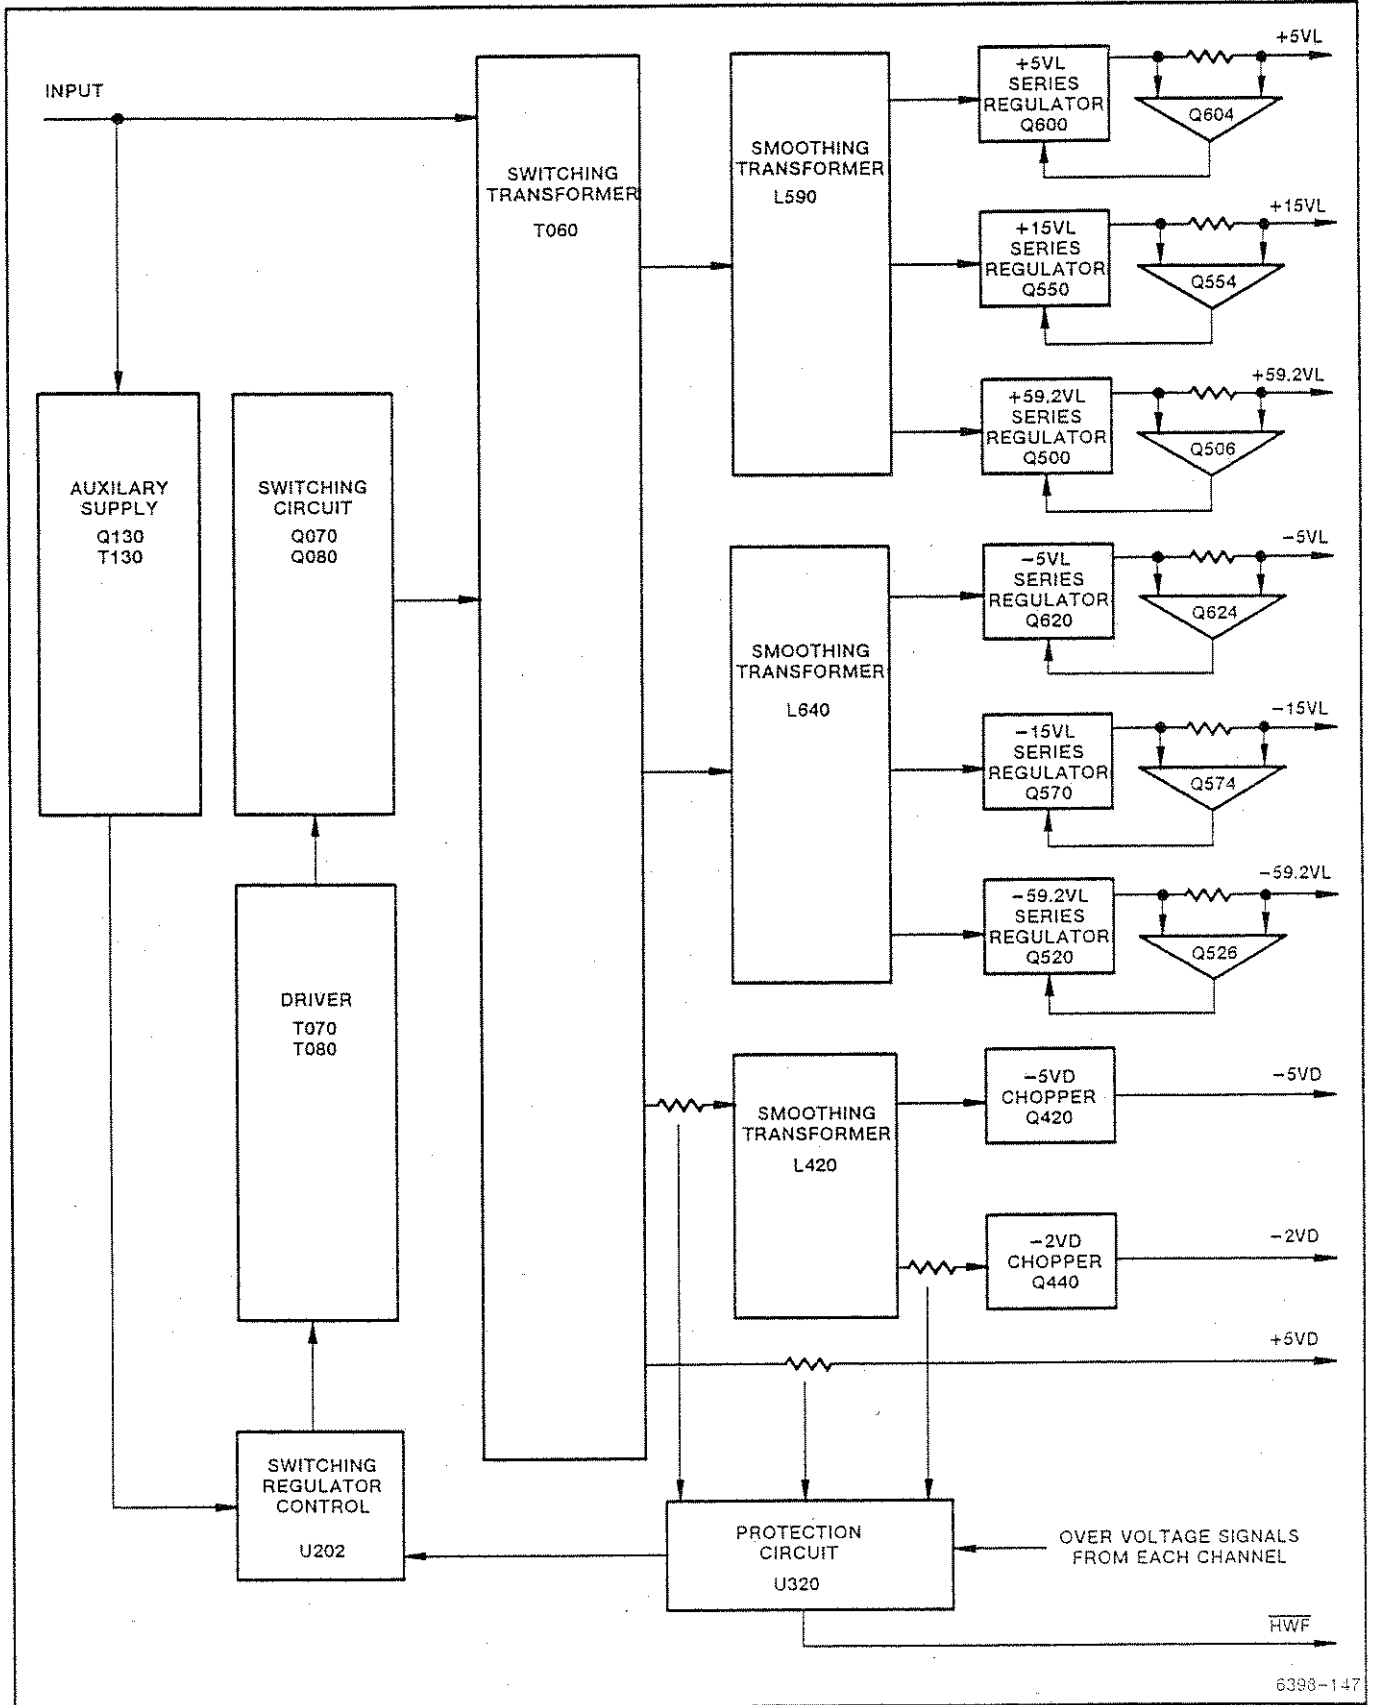 INPUT
AUXILARY
SUPPLY
Q130
T130
SWITCHING
CIRCUIT
Q070
Q080
DRIVER
T070
T080
SWITCHING
REGULATOR
CONTROL
U202
SWITCHING
TRANSFORMER
T060
SMOOTHING
TRANSFORMER
L590
SMOOTHING
TRANSFORMER
L640
SMOOTHING
TRANSFORMER
L420
+5VL
SERIES
REGULATOR
Q600
Q604
+5VL
+15VL
SERIES
REGULATOR
Q550
Q554
+15VL
+59.2VL
SERIES
REGULATOR
Q500
Q506
+59.2VL
−5VL
SERIES
REGULATOR
Q620
Q624
−5VL
−15VL
SERIES
REGULATOR
Q570
Q574
−15VL
−59.2VL
SERIES
REGULATOR
Q520
Q526
−59.2VL
−5VD
CHOPPER
Q420
−5VD
−2VD
CHOPPER
Q440
−2VD
+5VD
PROTECTION
CIRCUIT
U320
OVER VOLTAGE SIGNALS
FROM EACH CHANNEL
HWF
6398-147